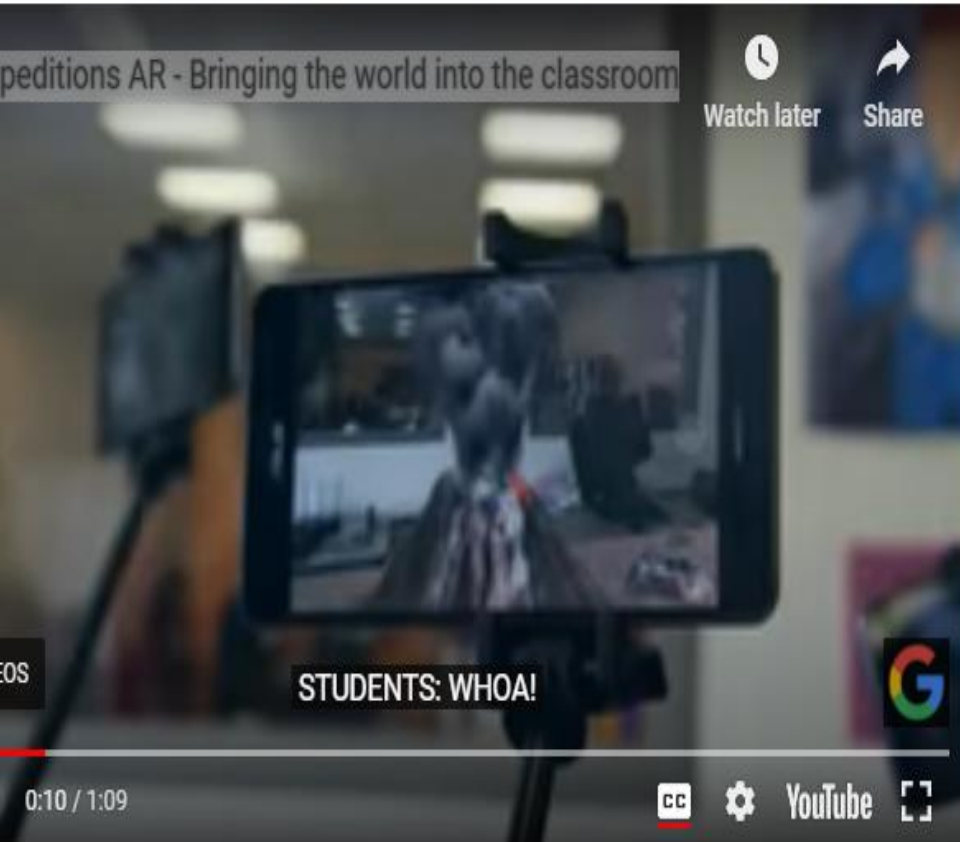 peditions AR - Bringing the world into the classroom
Watch later
Share
EOS
STUDENTS: WHOA!
G
0:10 / 1:09
CC
YouTube